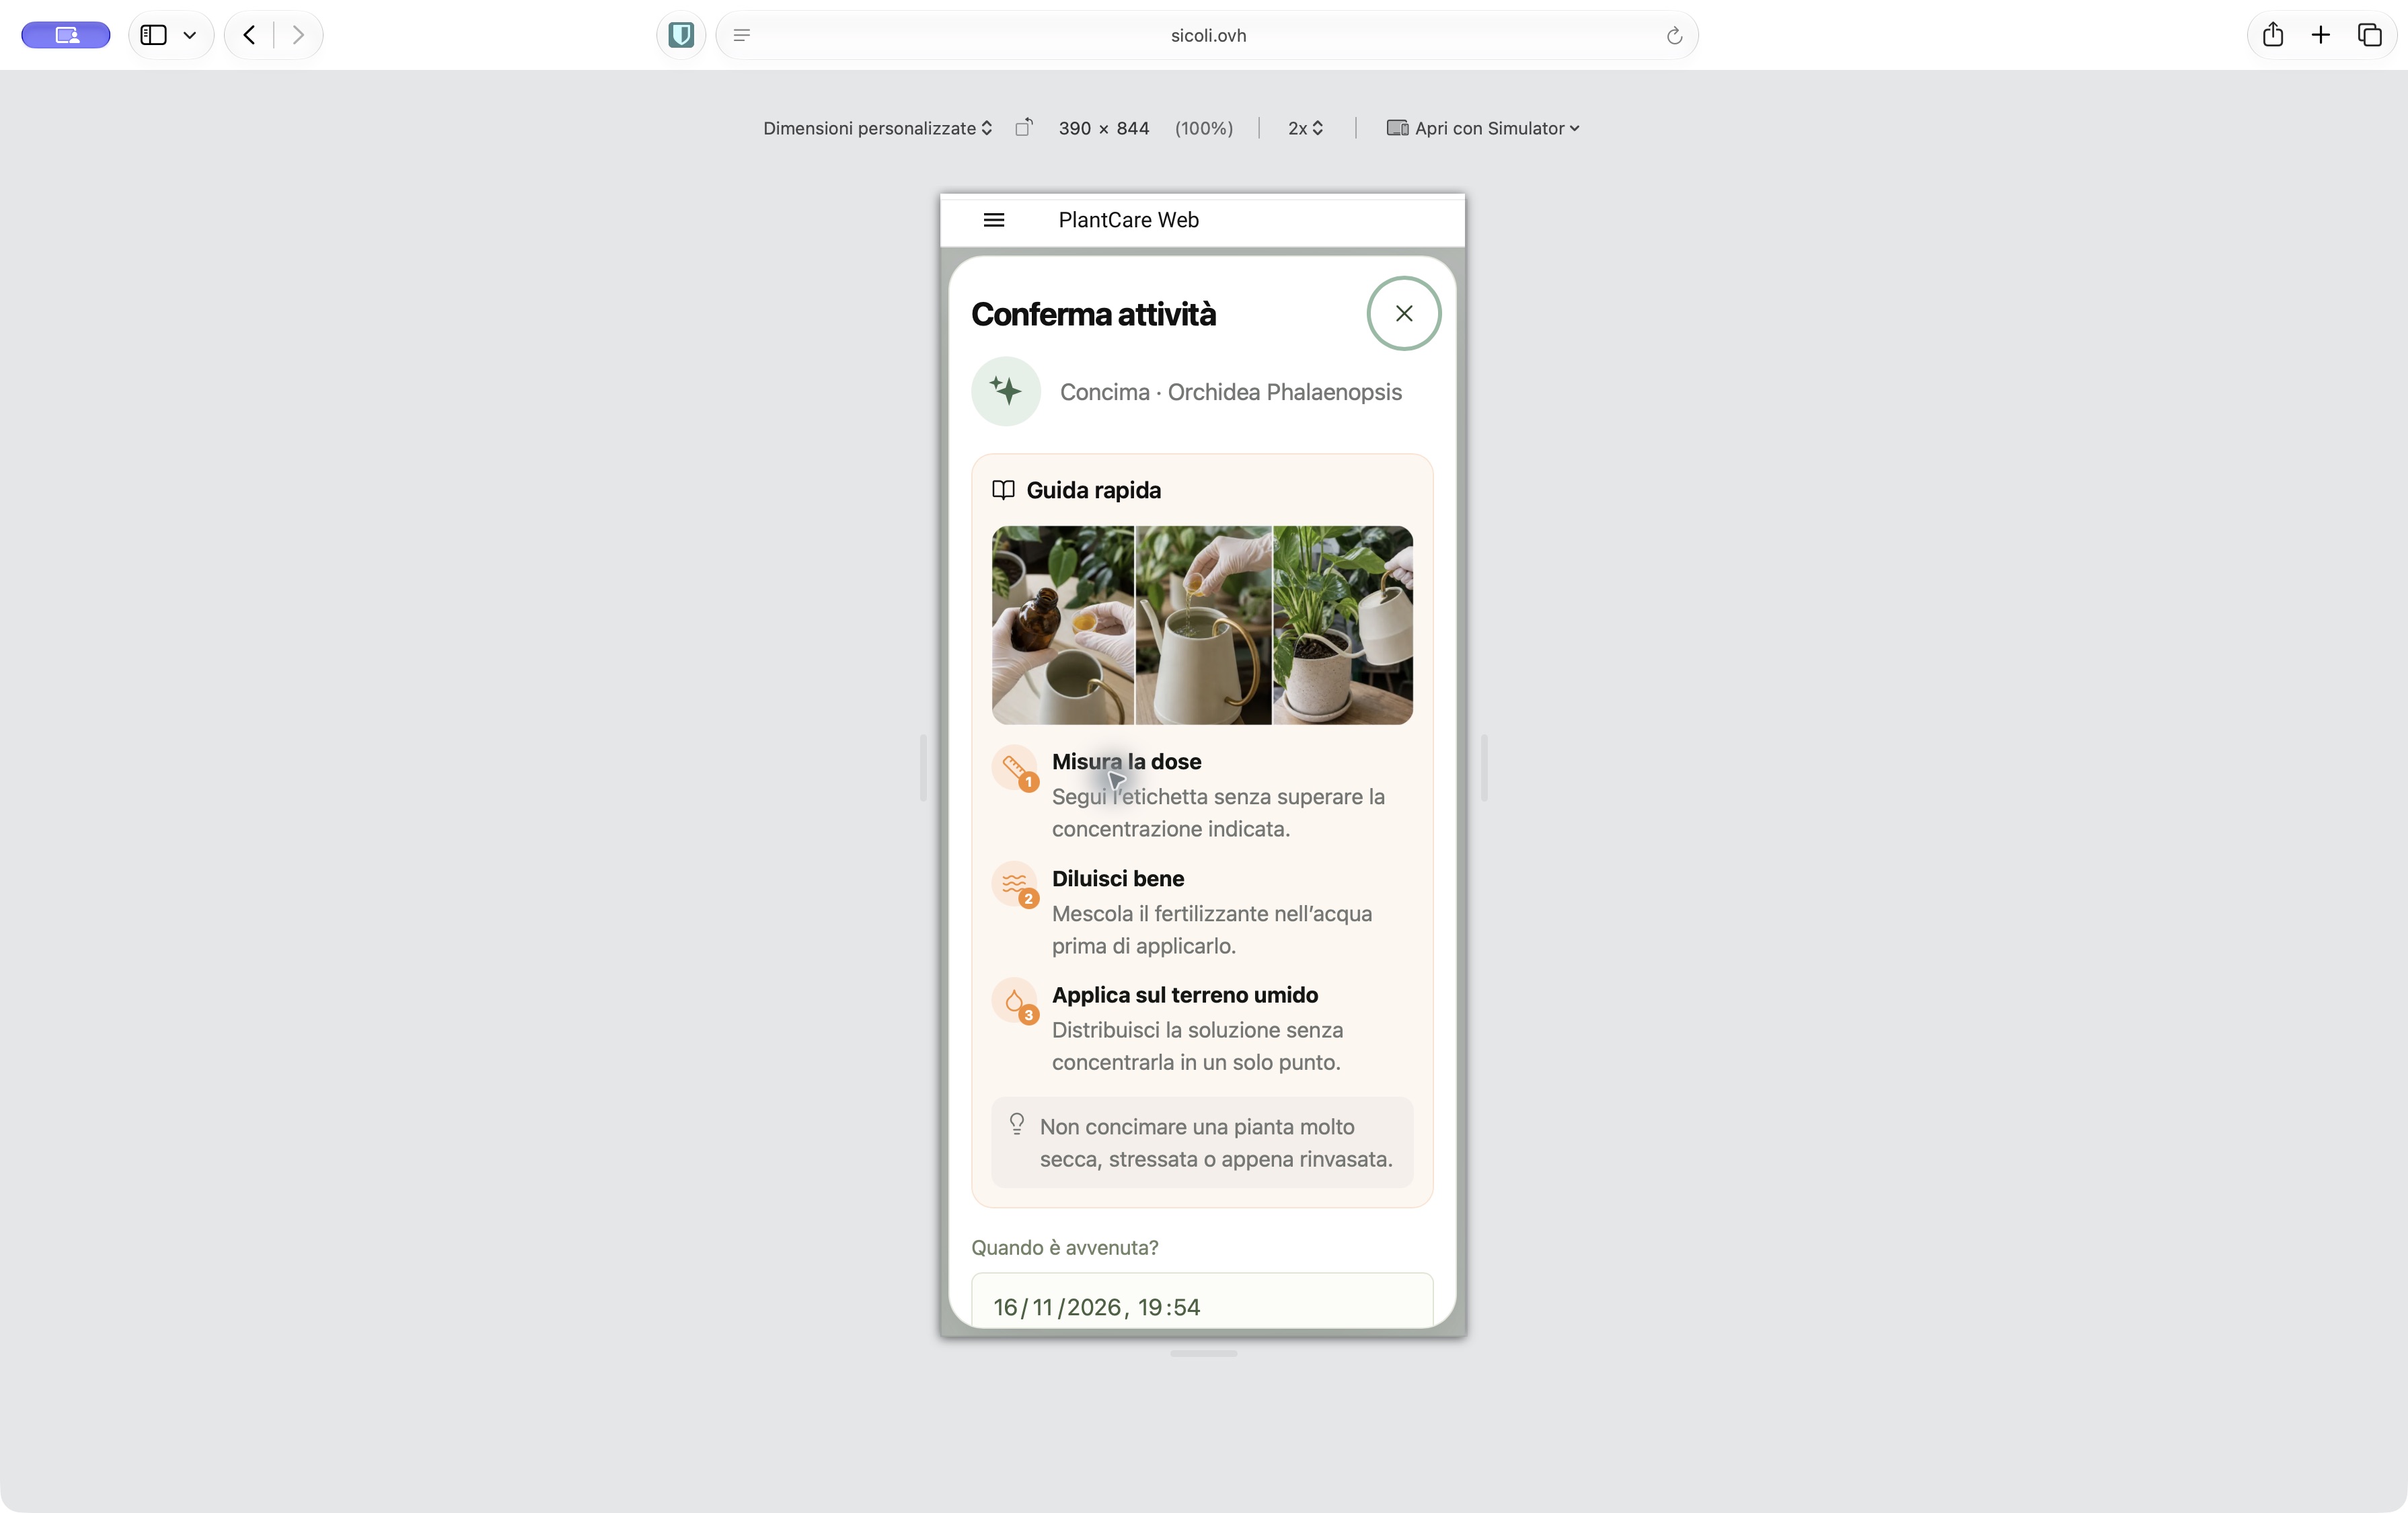 sicoli.ovh
Dimensioni personalizzate 390 × 844 (100%) 2x Apri con Simulator
PlantCare Web
Conferma attività
Concima · Orchidea Phalaenopsis
Guida rapida
1 Misura la dose
Segui l'etichetta senza superare la
concentrazione indicata.
2 Diluisci bene
Mescola il fertilizzante nell'acqua
prima di applicarlo.
3 Applica sul terreno umido
Distribuisci la soluzione senza
concentrarla in un solo punto.
Non concimare una pianta molto
secca, stressata o appena rinvasata.
Quando è avvenuta?
16/11/2026, 19:54